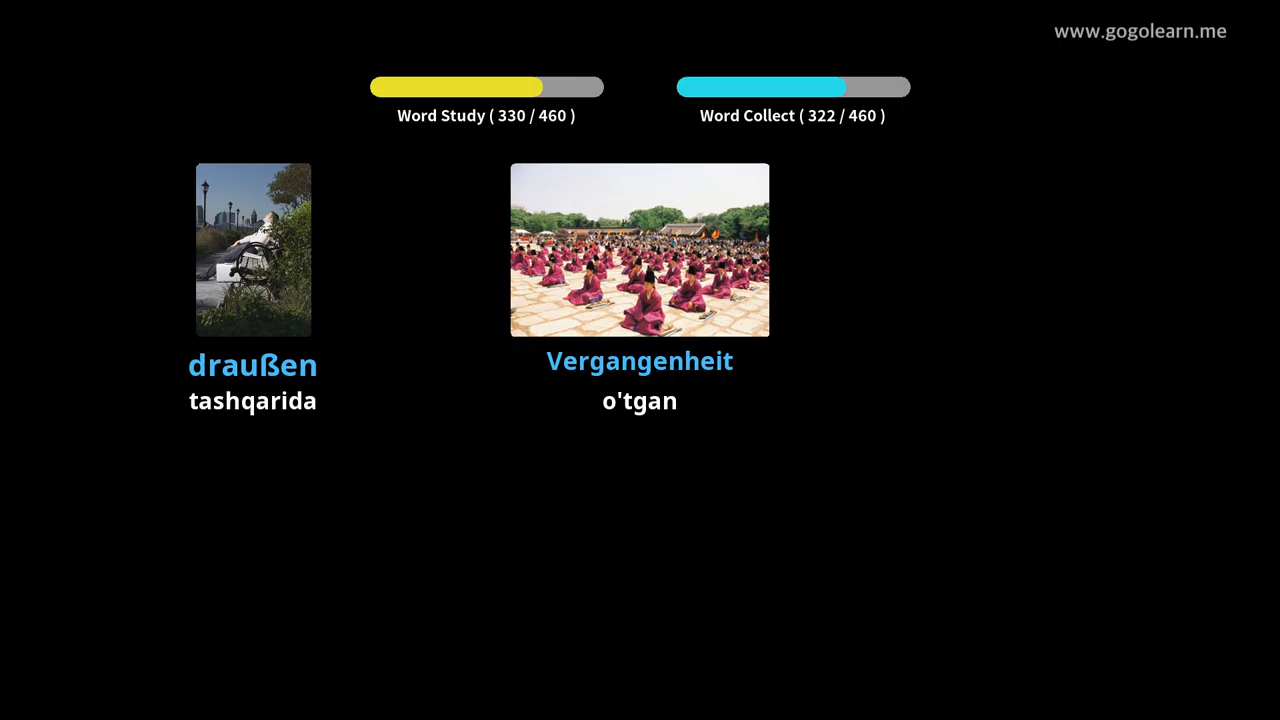 www.gogolearn.me
Word Study ( 330 / 460 )
Word Collect ( 322 / 460 )
draußen
tashqarida
Vergangenheit
o'tgan